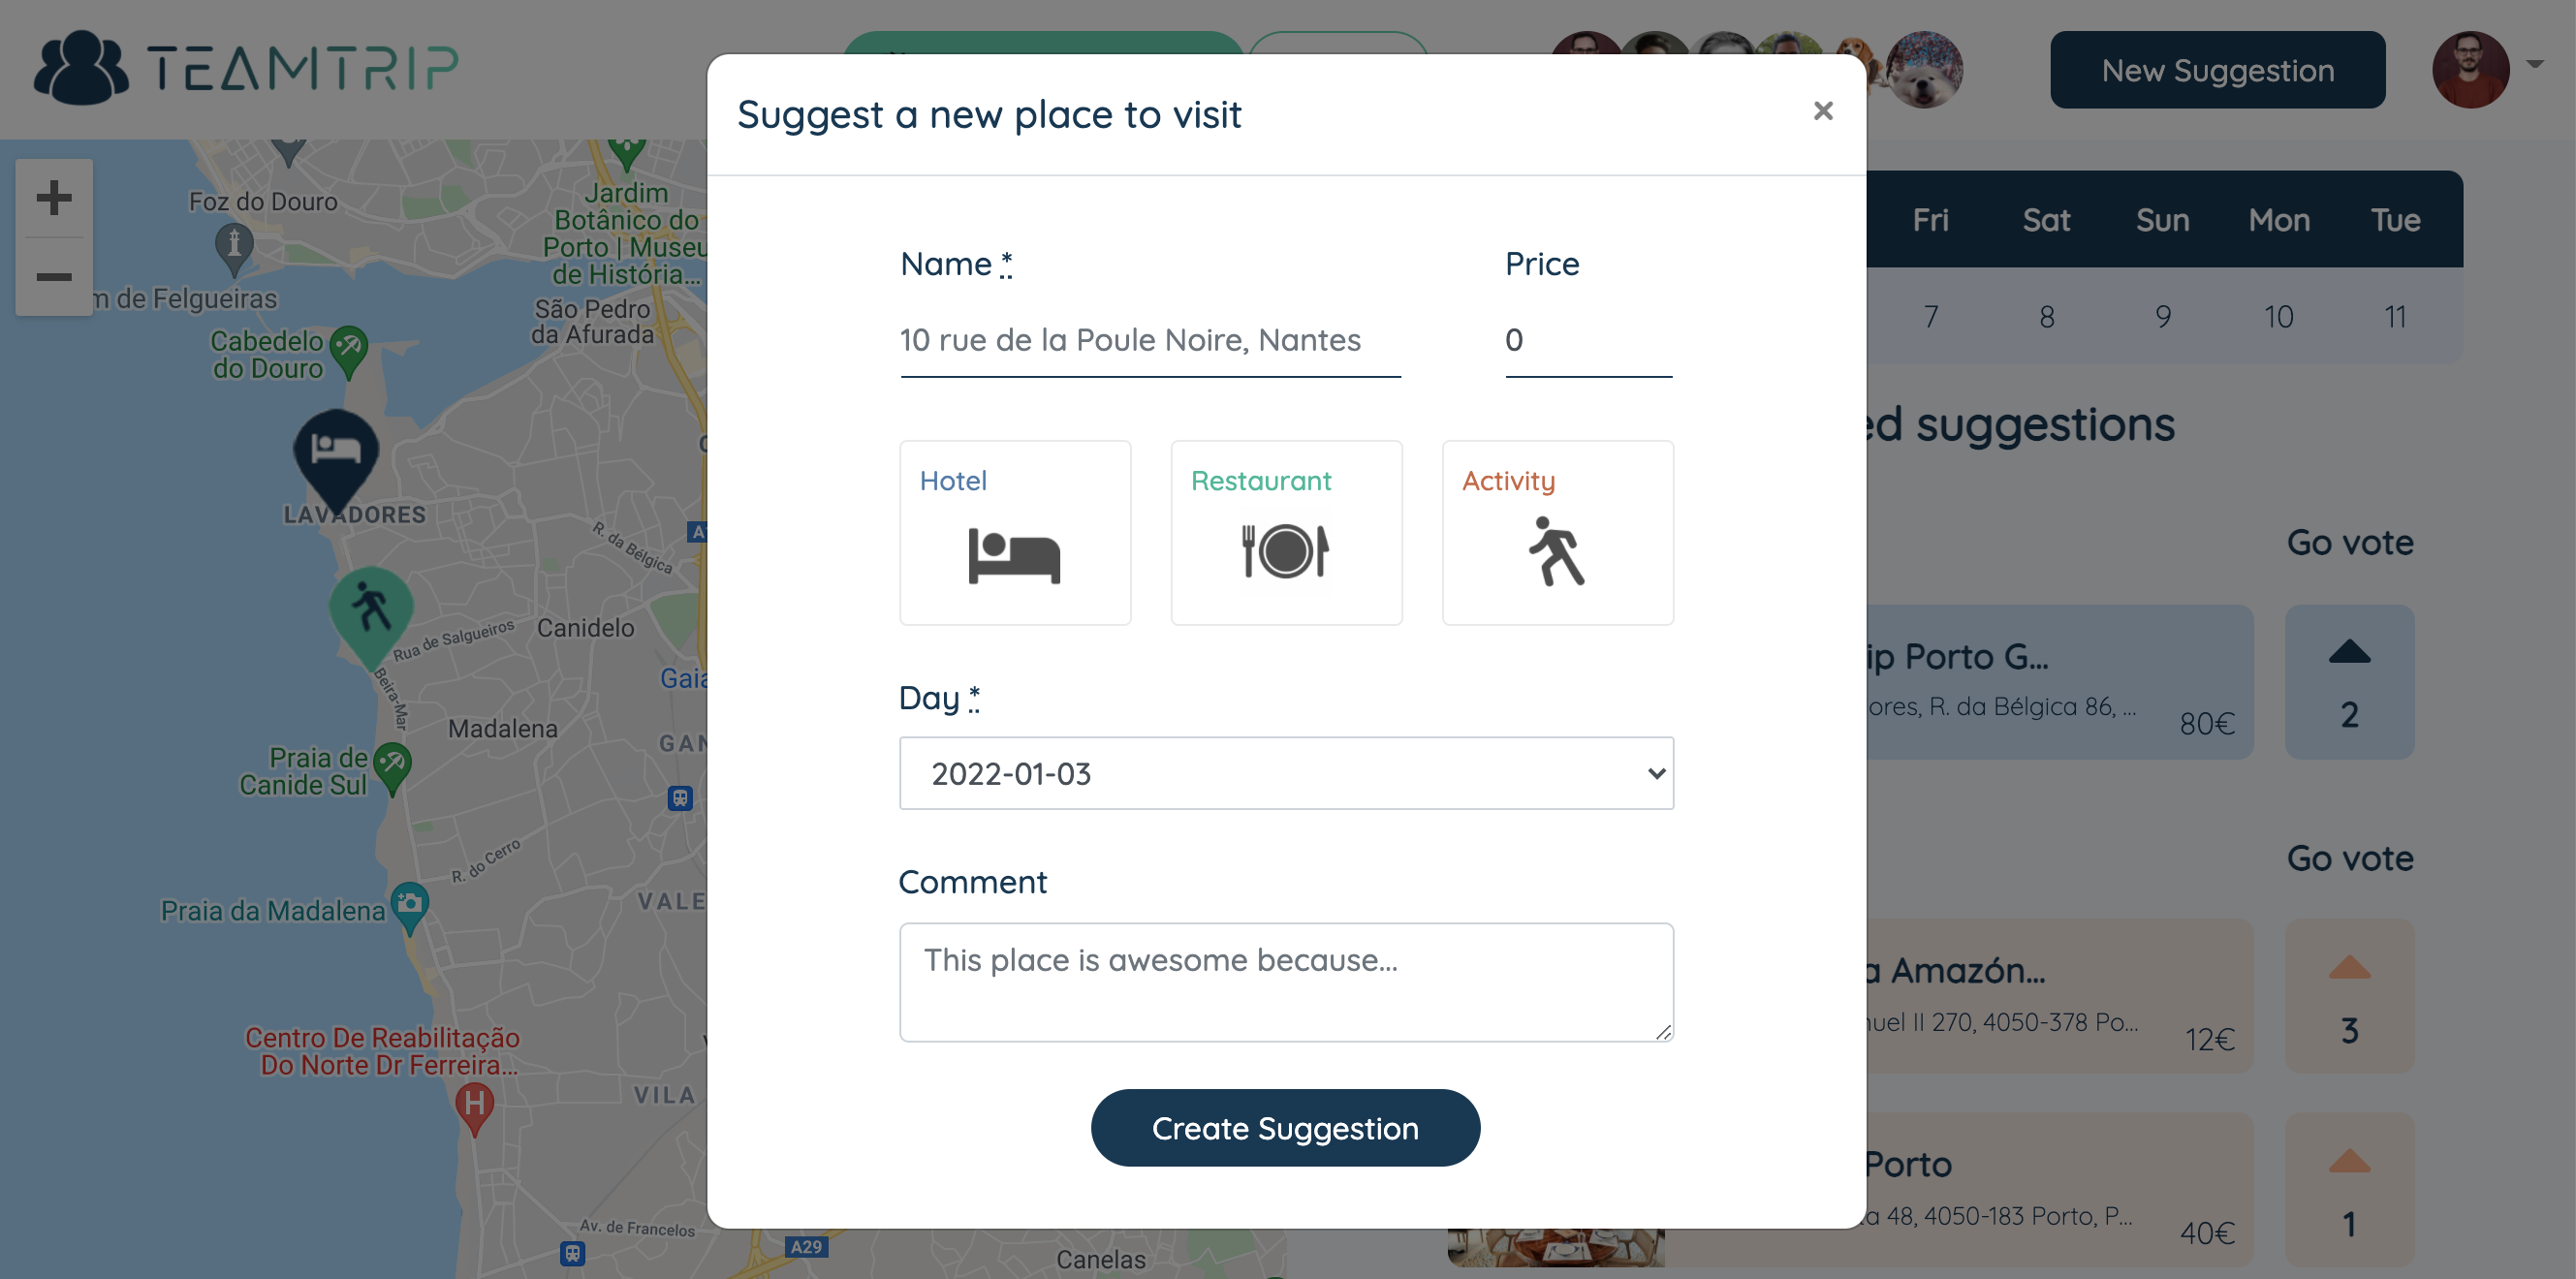 TEAMTRIP
New Suggestion
Suggest a new place to visit
×
Name *
Price
10 rue de la Poule Noire, Nantes
0
Hotel
Restaurant
Activity
Day *
2022-01-03
Comment
This place is awesome because...
Create Suggestion
+
−
Foz do Douro
Jardim
Botânico do
Porto | Museu
de História...
m de Felgueiras
São Pedro
da Afurada
Cabedelo
do Douro
LAVADORES
R. da Bélgica
Rua de Salgueiros
Canidelo
Beira-Mar
Gaia
Madalena
GAN
Praia de
Canide Sul
R. do Cerro
VALE
Praia da Madalena
Centro De Reabilitação
Do Norte Dr Ferreira...
H
VILA
Av. de Francelos
A29
Canelas
Fri Sat Sun Mon Tue
7 8 9 10 11
ed suggestions
Go vote
ip Porto G...
ores, R. da Bélgica 86, ...
80€
2
Go vote
a Amazón...
nuel II 270, 4050-378 Po...
12€
3
Porto
a 48, 4050-183 Porto, P...
40€
1